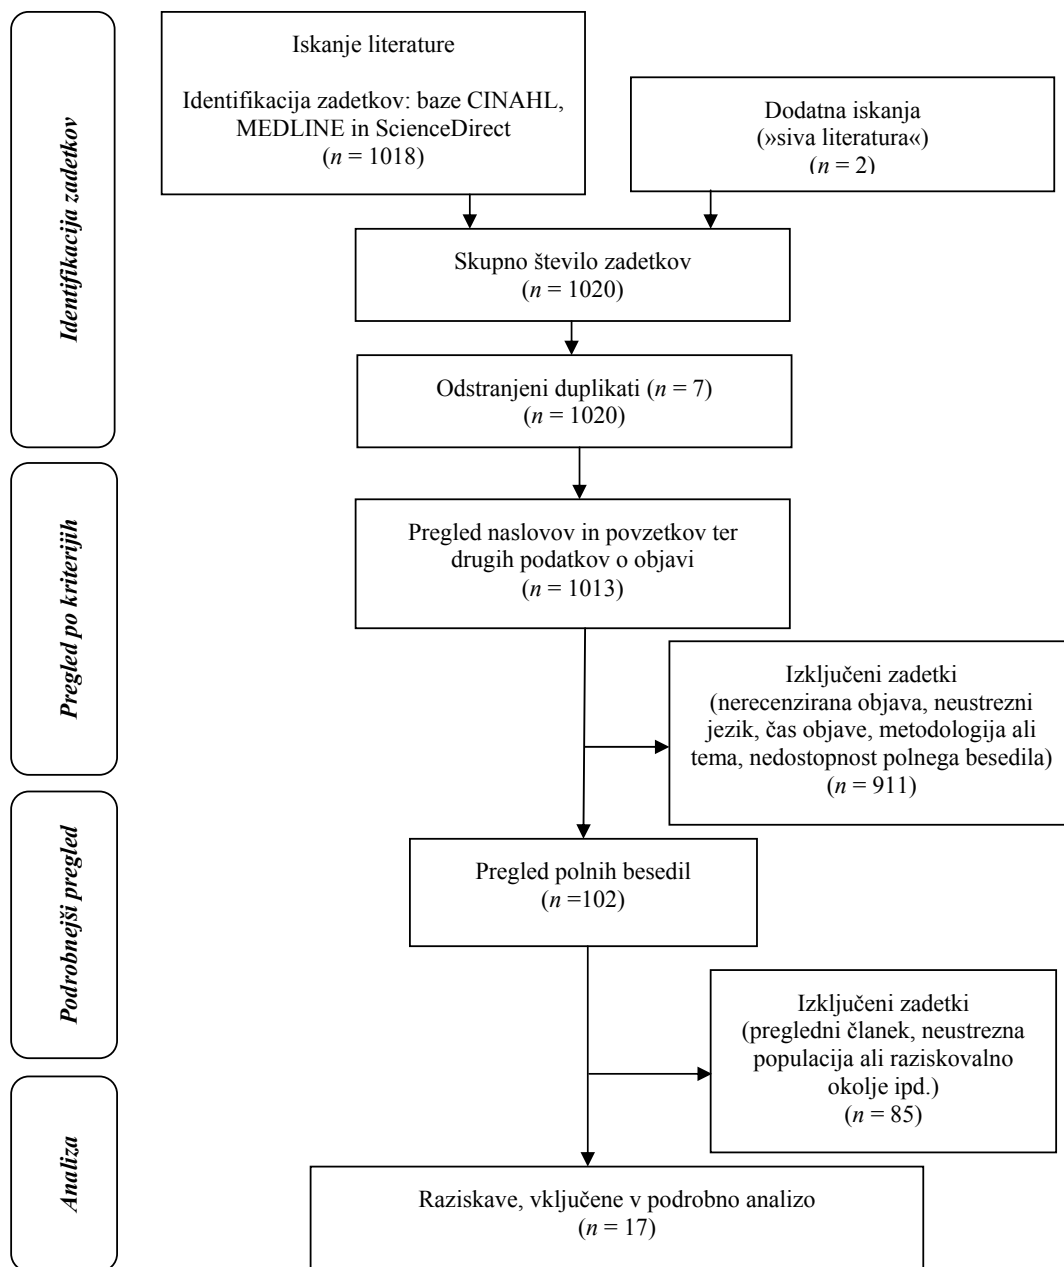 Identifikacija zadetkov
Iskanje literature
Identifikacija zadetkov: baze CINAHL,
MEDLINE in ScienceDirect
(n = 1018)
Dodatna iskanja
(»siva literatura«)
(n = 2)
Skupno število zadetkov
(n = 1020)
Odstranjeni duplikati (n = 7)
(n = 1020)
Pregled po kriterijih
Pregled naslovov in povzetkov ter
drugih podatkov o objavi
(n = 1013)
Izključeni zadetki
(nerecenzirana objava, neustrezni
jezik, čas objave, metodologija ali
tema, nedostopnost polnega besedila)
(n = 911)
Podrobnejši pregled
Pregled polnih besedil
(n =102)
Izključeni zadetki
(pregledni članek, neustrezna
populacija ali raziskovalno
okolje ipd.)
(n = 85)
Analiza
Raziskave, vključene v podrobno analizo
(n = 17)